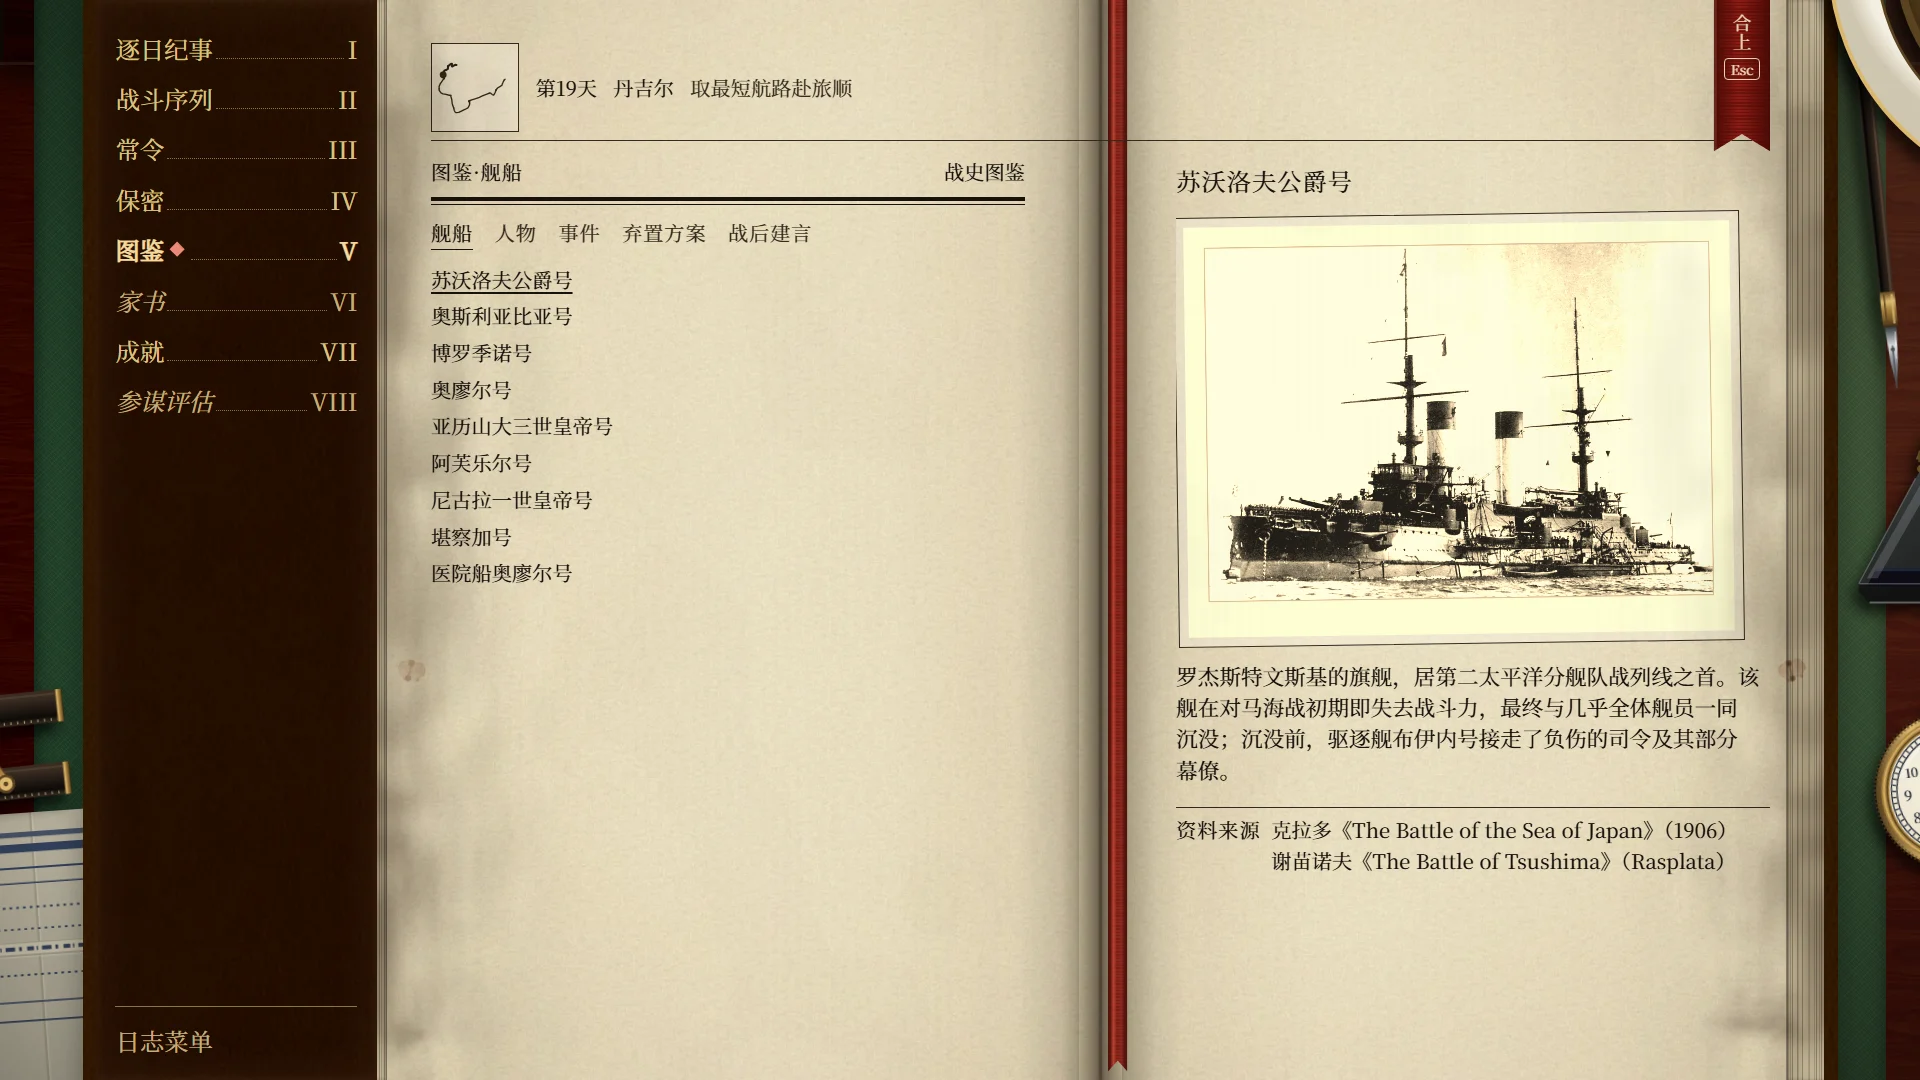 逐日纪事 I
战斗序列 II
常令 III
保密 IV
图鉴 V
家书 VI
成就 VII
参谋评估 VIII
日志菜单
第19天 丹吉尔 取最短航路赴旅顺
图鉴·舰船 战史图鉴
舰船 人物 事件 弃置方案 战后建言
苏沃洛夫公爵号
奥斯利亚比亚号
博罗季诺号
奥廖尔号
亚历山大三世皇帝号
阿芙乐尔号
尼古拉一世皇帝号
堪察加号
医院船奥廖尔号
合上
Esc
苏沃洛夫公爵号
罗杰斯特文斯基的旗舰，居第二太平洋分舰队战列线之首。该
舰在对马海战初期即失去战斗力，最终与几乎全体舰员一同
沉没；沉没前，驱逐舰布伊内号接走了负伤的司令及其部分
幕僚。
资料来源 克拉多《The Battle of the Sea of Japan》（1906）
谢苗诺夫《The Battle of Tsushima》（Rasplata）
10
9
8